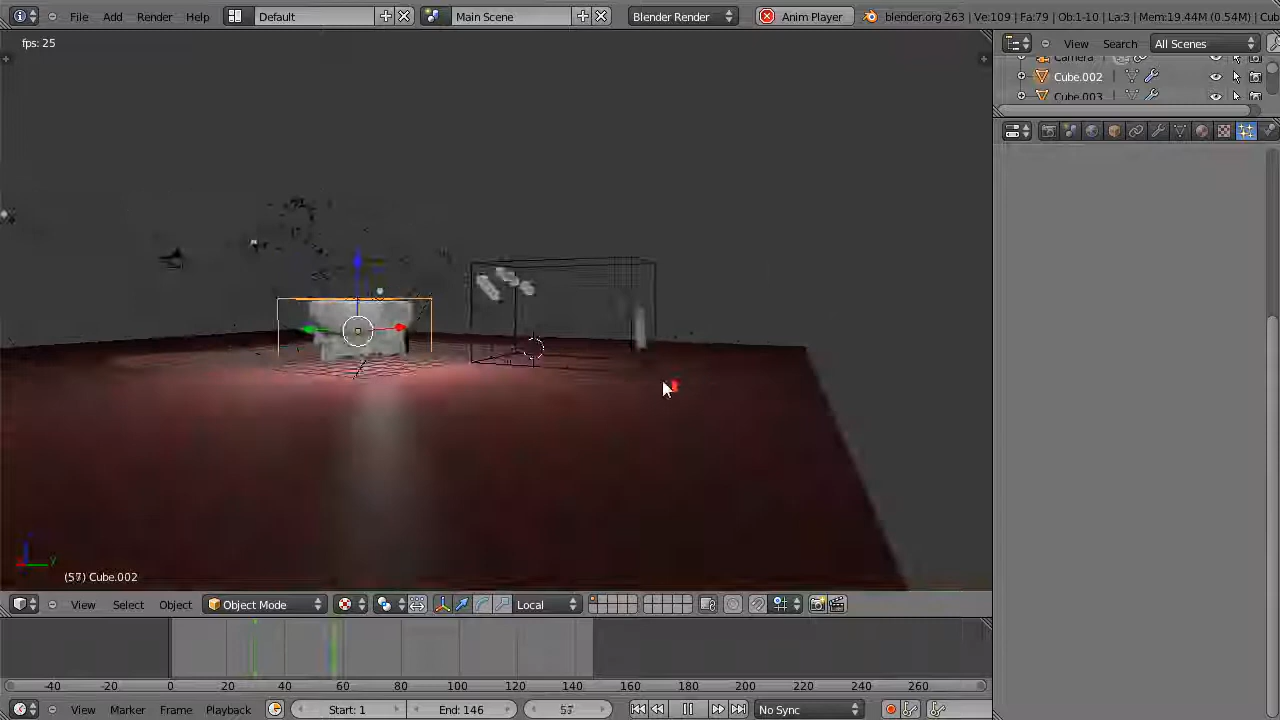 File Add Render Help Default Main Scene Blender Render Anim Player blender.org 263 | Ve:109 | Fa:79 | Ob:1-10 | La:3 | Mem:19.44M (0.54M) | Cub
fps: 25
View Search All Scenes
Camera
Cube.002
Cube.003
z
y
(57) Cube.002
View Select Object Object Mode Local
-40 -20 0 20 40 60 80 100 120 140 160 180 200 220 240 260
View Marker Frame Playback Start: 1 End: 146 57 No Sync